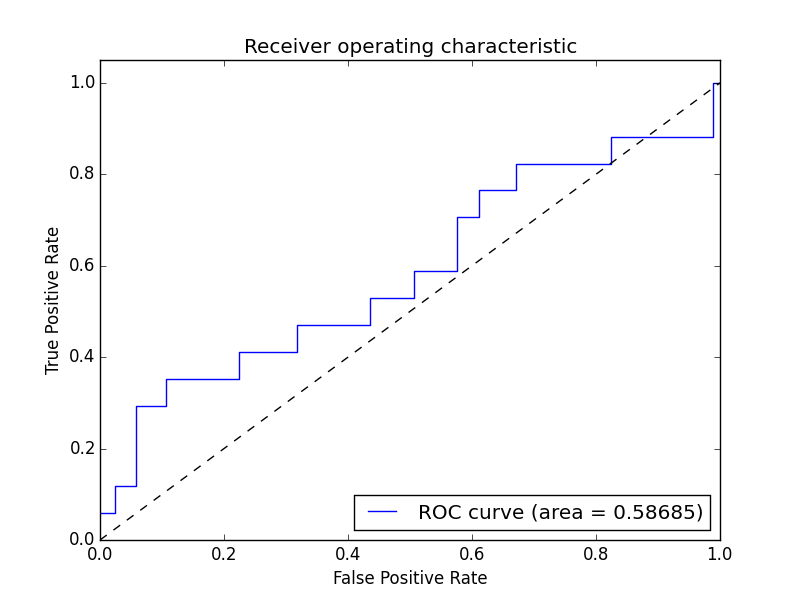 Receiver operating characteristic
1.0
0.8
0.6
0.4
0.2
0.0
True Positive Rate
ROC curve (area = 0.58685)
0.0 0.2 0.4 0.6 0.8 1.0
False Positive Rate